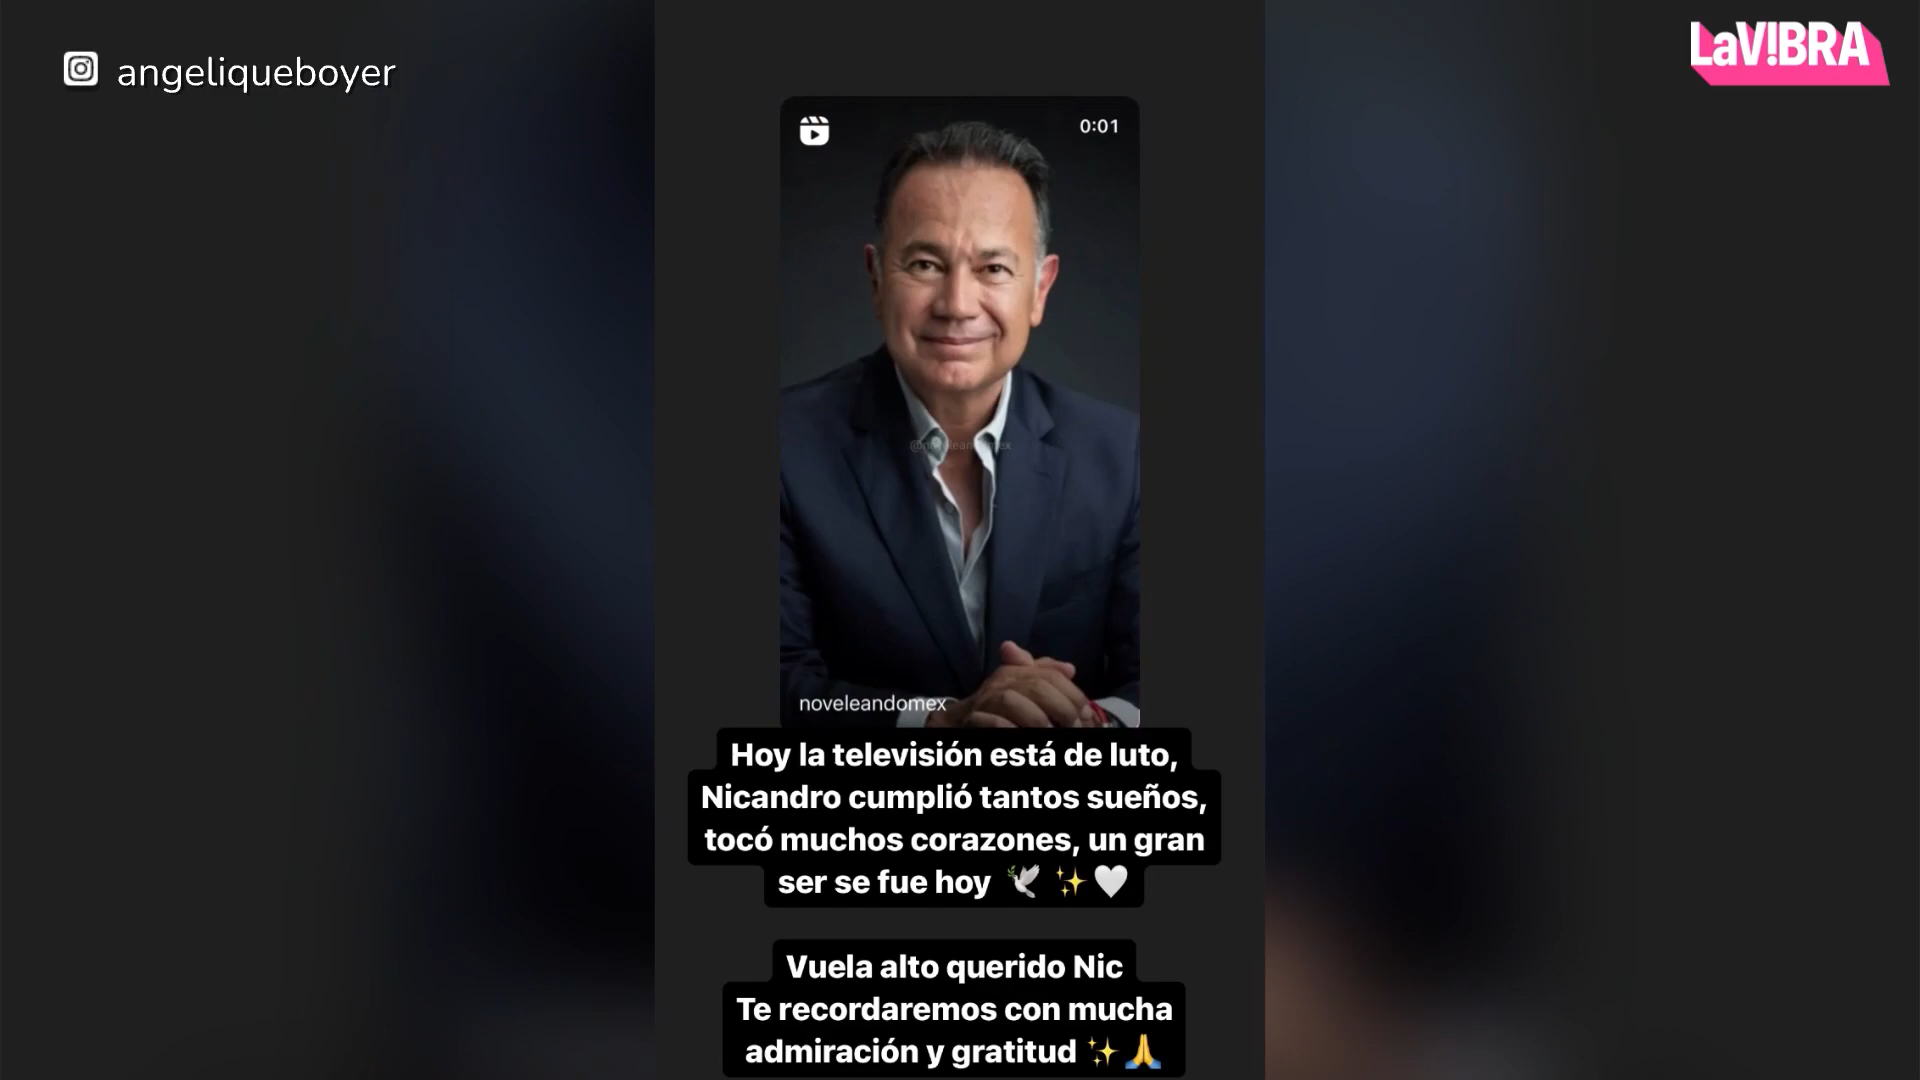 angeliqueboyer
LaV!BRA
0:01
noveleandomex
Hoy la televisión está de luto,
Nicandro cumplió tantos sueños,
tocó muchos corazones, un gran
ser se fue hoy 🕊️ ✨🤍
Vuela alto querido Nic
Te recordaremos con mucha
admiración y gratitud ✨🙏